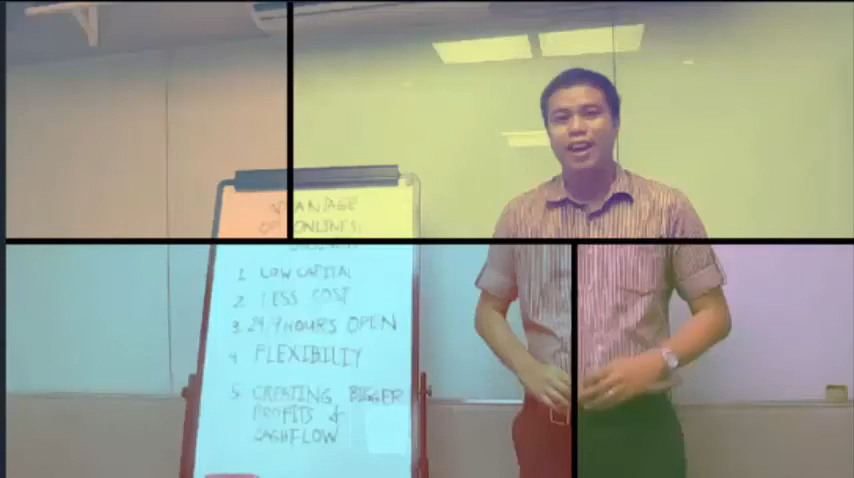 ADVANTAGE
OF ONLINE
1. LOW CAPITAL
2. LESS COST
3. 24/7 HOURS OPEN
4. FLEXIBILITY
5. CREATING BIGGER
PROFITS &
CASHFLOW